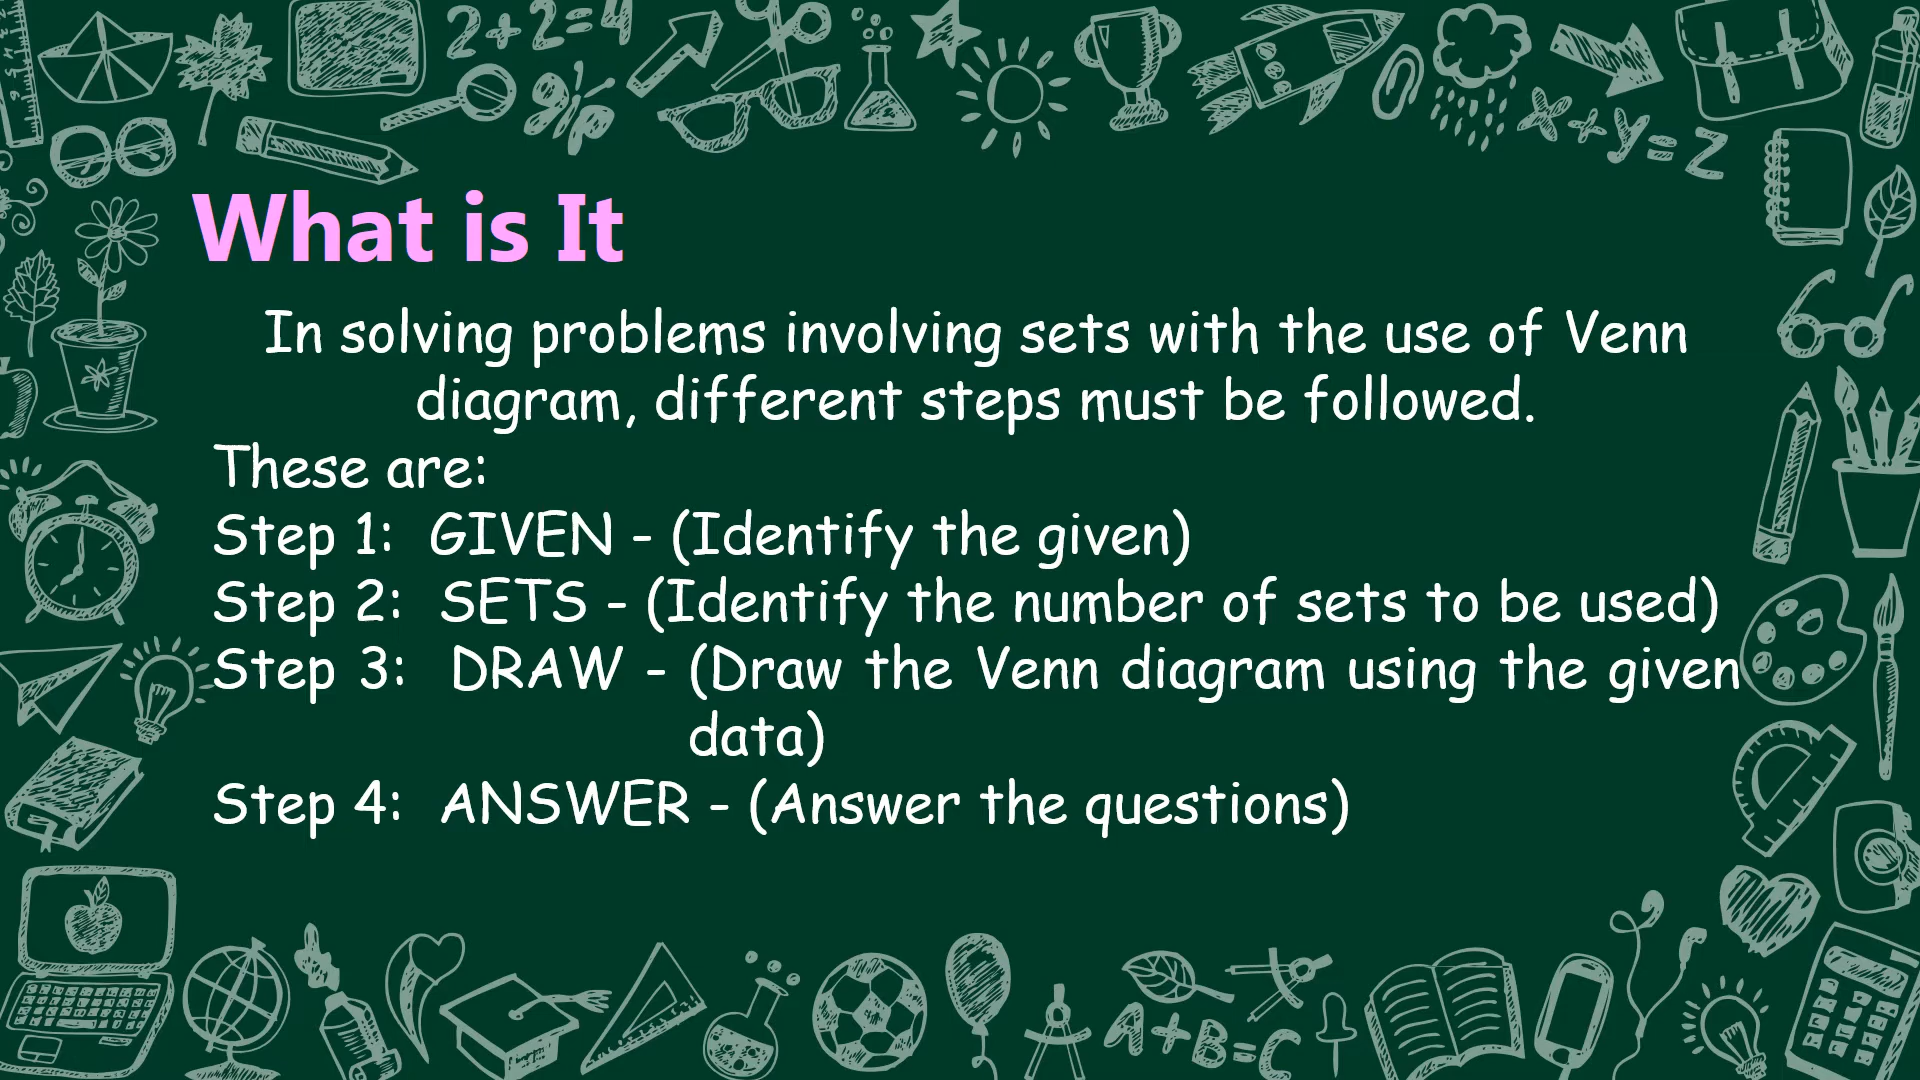 2+2=4
x+y=z
What is It
In solving problems involving sets with the use of Venn
diagram, different steps must be followed.
These are:
Step 1: GIVEN - (Identify the given)
Step 2: SETS - (Identify the number of sets to be used)
Step 3: DRAW - (Draw the Venn diagram using the given
data)
Step 4: ANSWER - (Answer the questions)
A+B=C